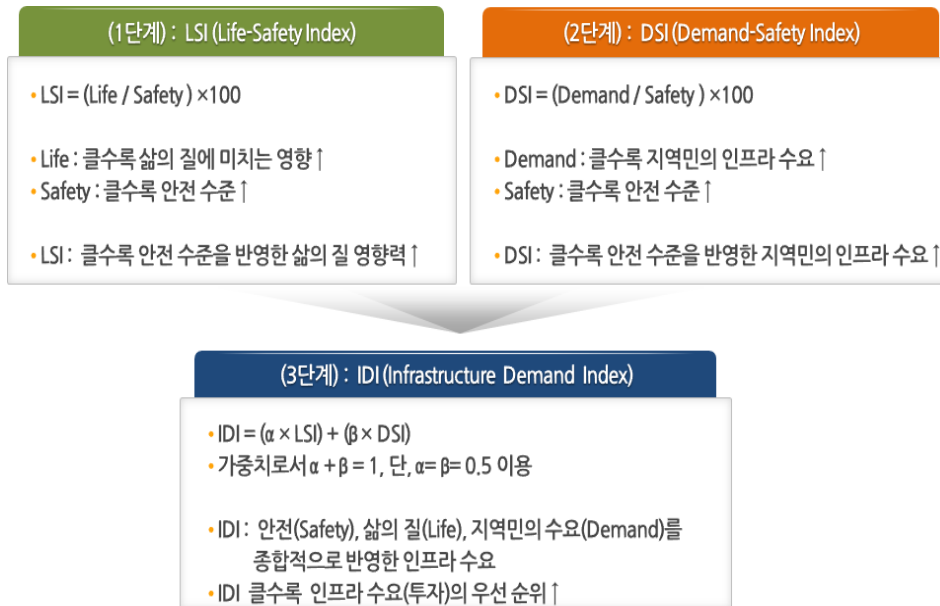 (1단계) : LSI (Life-Safety Index)
• LSI = (Life / Safety ) ×100
• Life : 클수록 삶의 질에 미치는 영향 ↑
• Safety : 클수록 안전 수준 ↑
• LSI : 클수록 안전 수준을 반영한 삶의 질 영향력 ↑
(2단계) : DSI (Demand-Safety Index)
• DSI = (Demand / Safety ) ×100
• Demand : 클수록 지역민의 인프라 수요 ↑
• Safety : 클수록 안전 수준 ↑
• DSI : 클수록 안전 수준을 반영한 지역민의 인프라 수요 ↑
(3단계) : IDI (Infrastructure Demand Index)
• IDI = (α × LSI) + (β × DSI)
• 가중치로서 α + β = 1, 단, α= β= 0.5 이용
• IDI : 안전(Safety), 삶의 질(Life), 지역민의 수요(Demand)를
종합적으로 반영한 인프라 수요
• IDI 클수록 인프라 수요(투자)의 우선 순위 ↑